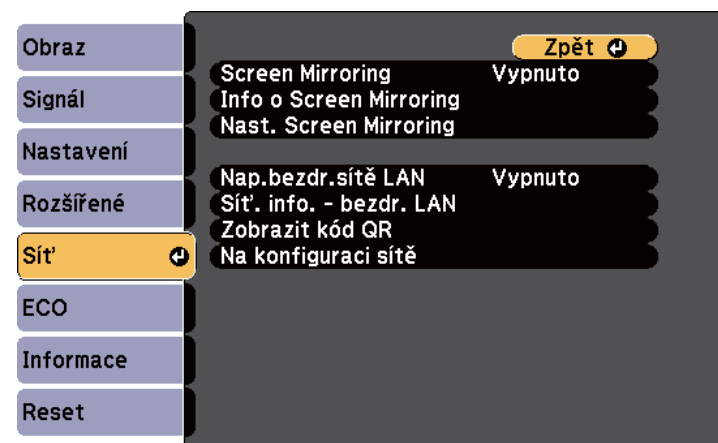 Obraz
Signál
Nastavení
Rozšířené
Síť
ECO
Informace
Reset
Zpět
Screen Mirroring Vypnuto
Info o Screen Mirroring
Nast. Screen Mirroring
Nap.bezdr.sítě LAN Vypnuto
Síť. info. - bezdr. LAN
Zobrazit kód QR
Na konfiguraci sítě